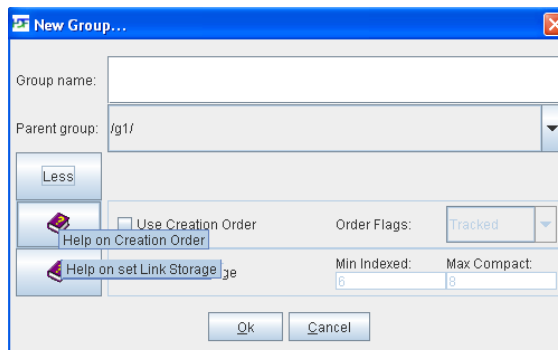 New Group...
Group name:
Parent group: /g1/
Less
Use Creation Order Order Flags: Tracked
Help on Creation Order
Help on set Link Storage
Min Indexed: Max Compact:
6 8
Ok Cancel